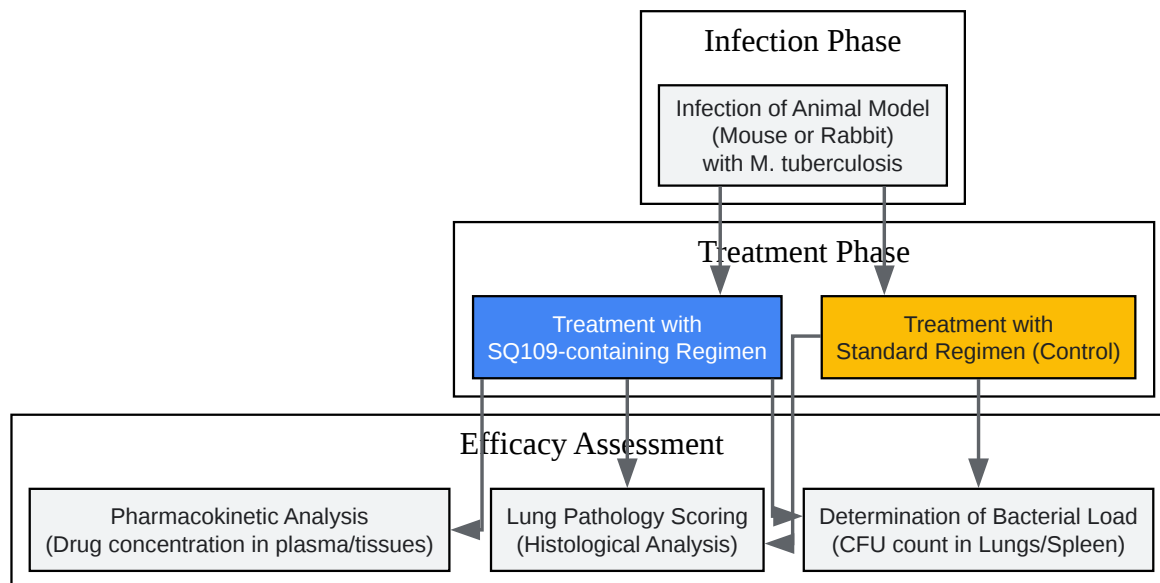 Infection Phase
Infection of Animal Model
(Mouse or Rabbit)
with M. tuberculosis
Treatment Phase
Treatment with
SQ109-containing Regimen
Treatment with
Standard Regimen (Control)
Efficacy Assessment
Pharmacokinetic Analysis
(Drug concentration in plasma/tissues)
Lung Pathology Scoring
(Histological Analysis)
Determination of Bacterial Load
(CFU count in Lungs/Spleen)